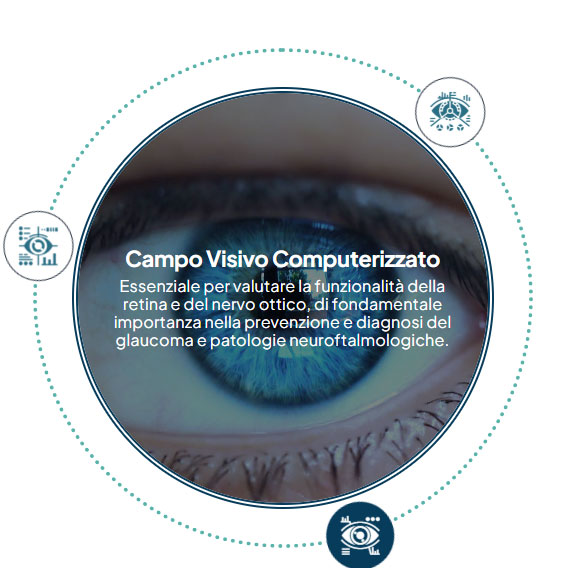 Campo Visivo Computerizzato
Essenziale per valutare la funzionalità della
retina e del nervo ottico, di fondamentale
importanza nella prevenzione e diagnosi del
glaucoma e patologie neuroftalmologiche.